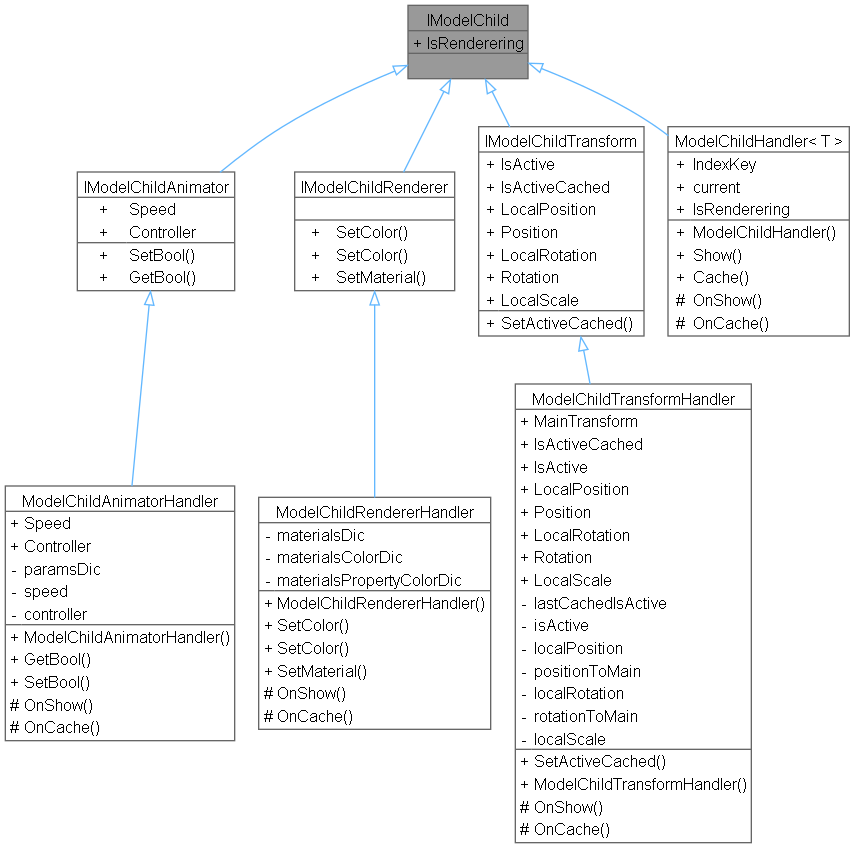 IModelChild
+ IsRenderering
IModelChildAnimator
+ Speed
+ Controller
+ SetBool()
+ GetBool()
IModelChildRenderer
+ SetColor()
+ SetColor()
+ SetMaterial()
IModelChildTransform
+ IsActive
+ IsActiveCached
+ LocalPosition
+ Position
+ LocalRotation
+ Rotation
+ LocalScale
+ SetActiveCached()
ModelChildHandler< T >
+ IndexKey
+ current
+ IsRenderering
+ ModelChildHandler()
+ Show()
+ Cache()
# OnShow()
# OnCache()
ModelChildAnimatorHandler
+ Speed
+ Controller
- paramsDic
- speed
- controller
+ ModelChildAnimatorHandler()
+ GetBool()
+ SetBool()
# OnShow()
# OnCache()
ModelChildRendererHandler
- materialsDic
- materialsColorDic
- materialsPropertyColorDic
+ ModelChildRendererHandler()
+ SetColor()
+ SetColor()
+ SetMaterial()
# OnShow()
# OnCache()
ModelChildTransformHandler
+ MainTransform
+ IsActiveCached
+ IsActive
+ LocalPosition
+ Position
+ LocalRotation
+ Rotation
+ LocalScale
- lastCachedIsActive
- isActive
- localPosition
- positionToMain
- localRotation
- rotationToMain
- localScale
+ SetActiveCached()
+ ModelChildTransformHandler()
# OnShow()
# OnCache()